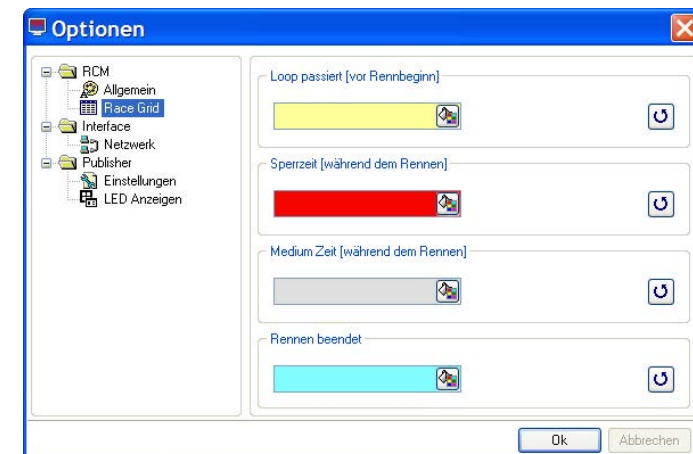 Optionen
RCM
Allgemein
Race Grid
Interface
Netzwerk
Publisher
Einstellungen
LED Anzeigen
Loop passiert [vor Rennbeginn]
Sperrzeit [während dem Rennen]
Medium Zeit [während dem Rennen]
Rennen beendet
Ok
Abbrechen